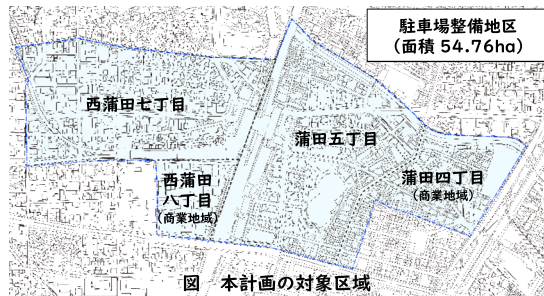 駐車場整備地区
(面積 54.76ha)
西蒲田七丁目
蒲田五丁目
西蒲田
八丁目
(商業地域)
蒲田四丁目
(商業地域)
図 本計画の対象区域